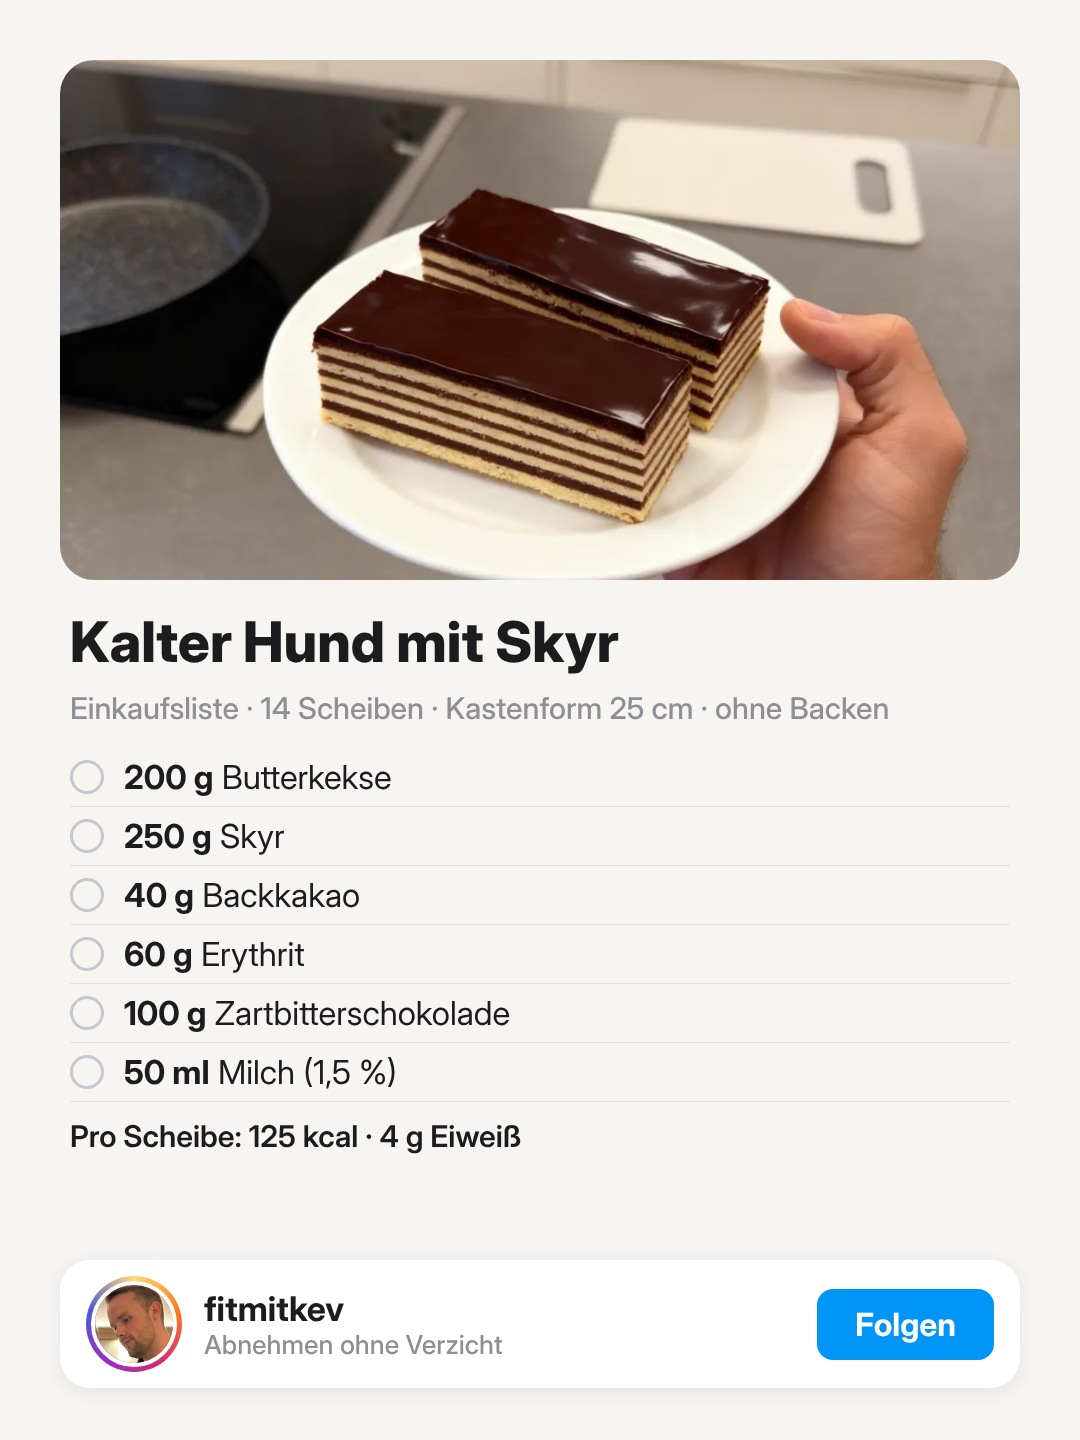 Kalter Hund mit Skyr
Einkaufsliste · 14 Scheiben · Kastenform 25 cm · ohne Backen
200 g Butterkekse
250 g Skyr
40 g Backkakao
60 g Erythrit
100 g Zartbitterschokolade
50 ml Milch (1,5 %)
Pro Scheibe: 125 kcal · 4 g Eiweiß
fitmitkev
Abnehmen ohne Verzicht
Folgen